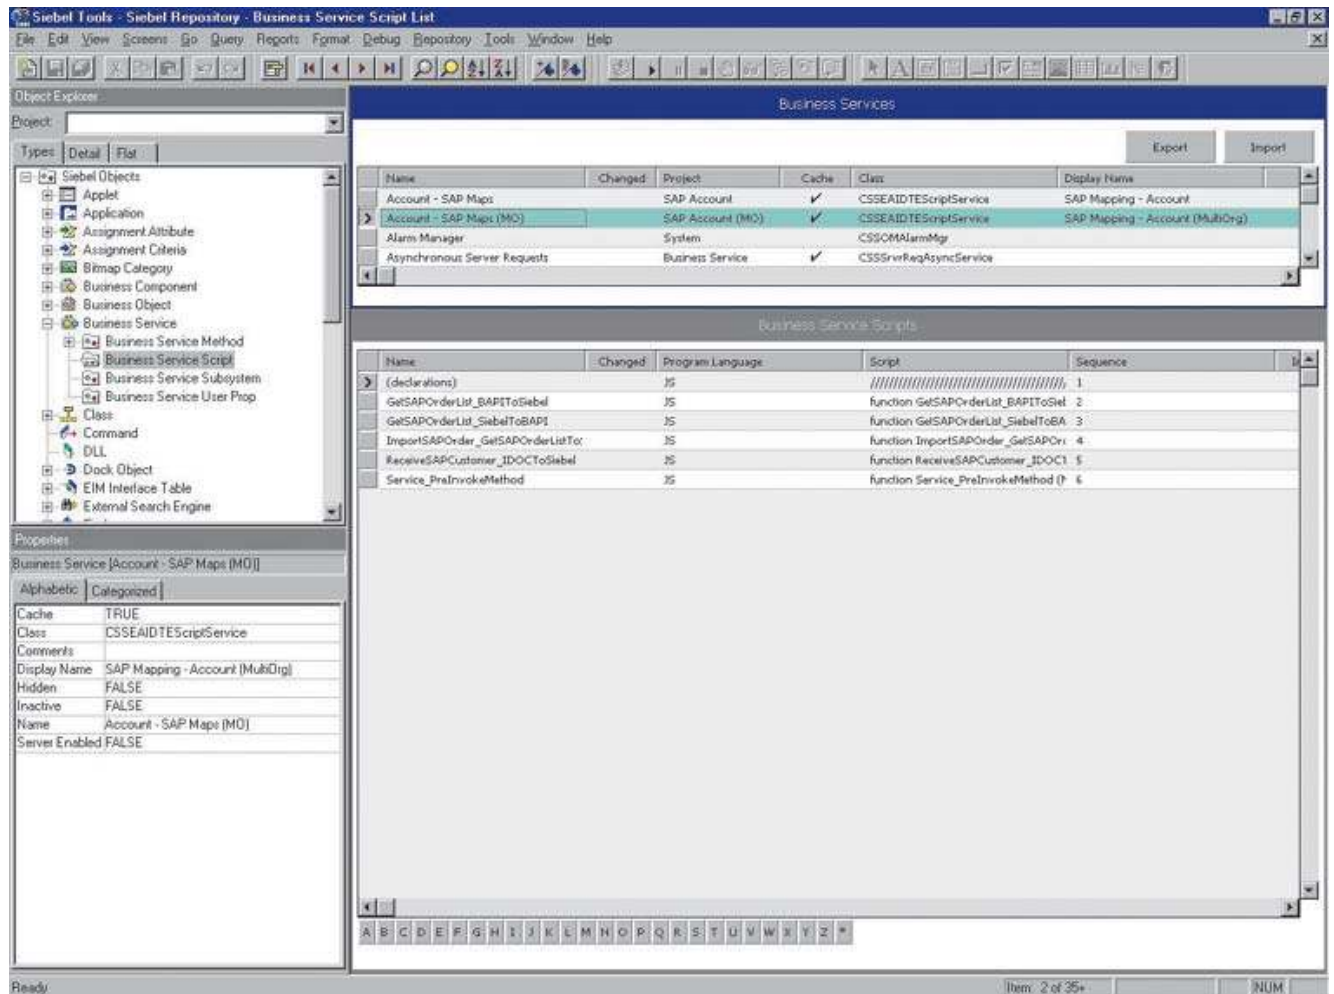 Siebel Tools - Siebel Repository - Business Service Script List
File Edit View Screens Go Query Reports Format Debug Repository Tools Window Help
Object Explorer
Project:
Types Detail Flat
Siebel Objects
Applet
Application
Assignment Attribute
Assignment Criteria
Bitmap Category
Business Component
Business Object
Business Service
Business Service Method
Business Service Script
Business Service Subsystem
Business Service User Prop
Class
Command
DLL
Dock Object
EIM Interface Table
External Search Engine
Properties
Business Service [Account - SAP Maps (MO)]
Alphabetic Categorized
Cache TRUE
Class CSSEAIDTEScriptService
Comments
Display Name SAP Mapping - Account (MultiOrg)
Hidden FALSE
Inactive FALSE
Name Account - SAP Maps (MO)
Server Enabled FALSE
Business Services
Export Import
Name Changed Project Cache Class Display Name
Account - SAP Maps SAP Account ✓ CSSEAIDTEScriptService SAP Mapping - Account
Account - SAP Maps (MO) SAP Account (MO) ✓ CSSEAIDTEScriptService SAP Mapping - Account (MultiOrg)
Alarm Manager System CSSOMAlarmMgr
Asynchronous Server Requests Business Service ✓ CSSSrvrReqAsyncService
Business Service Scripts
Name Changed Program Language Script Sequence
(declarations) JS 1
GetSAPOrderList_BAPIToSiebel JS function GetSAPOrderList_BAPIToSiel 2
GetSAPOrderList_SiebelToBAPI JS function GetSAPOrderList_SiebelToBA 3
ImportSAPOrder_GetSAPOrderListTo: JS function ImportSAPOrder_GetSAPOr 4
ReceiveSAPCustomer_IDOCToSiebel JS function ReceiveSAPCustomer_IDOCT 5
Service_PreInvokeMethod JS function Service_PreInvokeMethod 6
A B C D E F G H I J K L M N O P Q R S T U V W X Y Z *
Ready Item: 2 of 35+ NUM